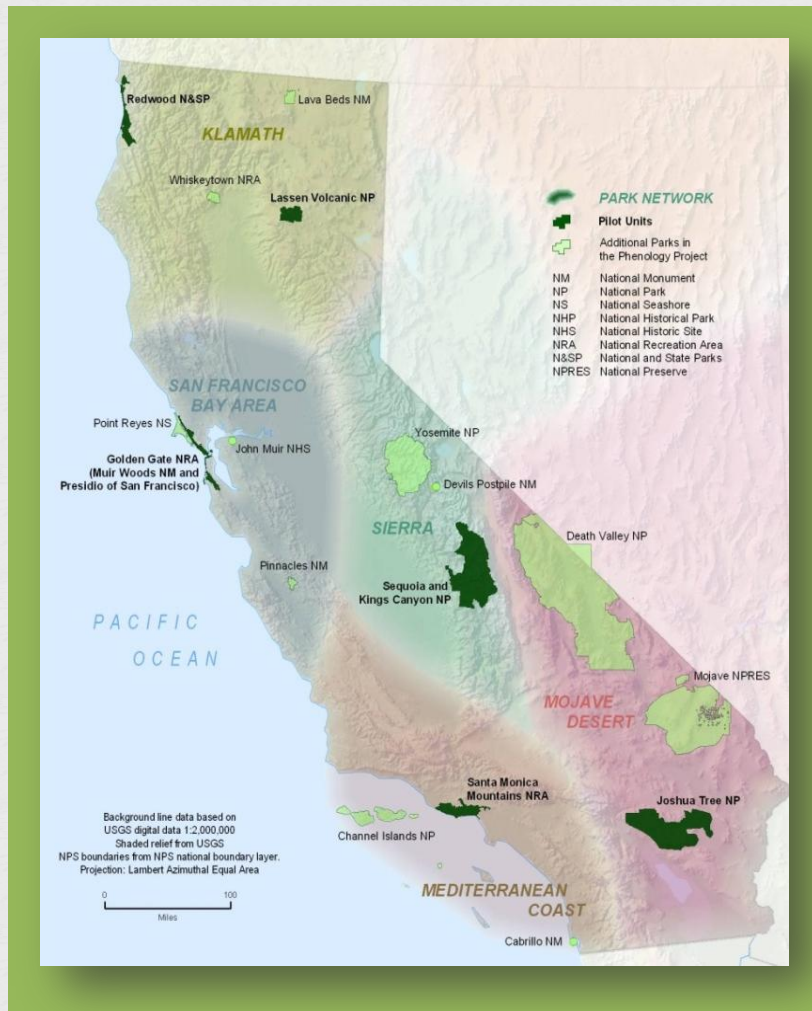 Redwood N&SP
Lava Beds NM
KLAMATH
Whiskeytown NRA
Lassen Volcanic NP
PARK NETWORK
Pilot Units
Additional Parks in
the Phenology Project
NM National Monument
NP National Park
NS National Seashore
NHP National Historical Park
NHS National Historic Site
NRA National Recreation Area
N&SP National and State Parks
NPRES National Preserve
SAN FRANCISCO
BAY AREA
Point Reyes NS
John Muir NHS
Golden Gate NRA
(Muir Woods NM and
Presidio of San Francisco)
Yosemite NP
Devils Postpile NM
SIERRA
Death Valley NP
Pinnacles NM
Sequoia and
Kings Canyon NP
PACIFIC
OCEAN
Mojave NPRES
MOJAVE
DESERT
Santa Monica
Mountains NRA
Joshua Tree NP
Channel Islands NP
Background line data based on
USGS digital data 1:2,000,000
Shaded relief from USGS
NPS boundaries from NPS national boundary layer.
Projection: Lambert Azimuthal Equal Area
0 100
Miles
MEDITERRANEAN
COAST
Cabrillo NM